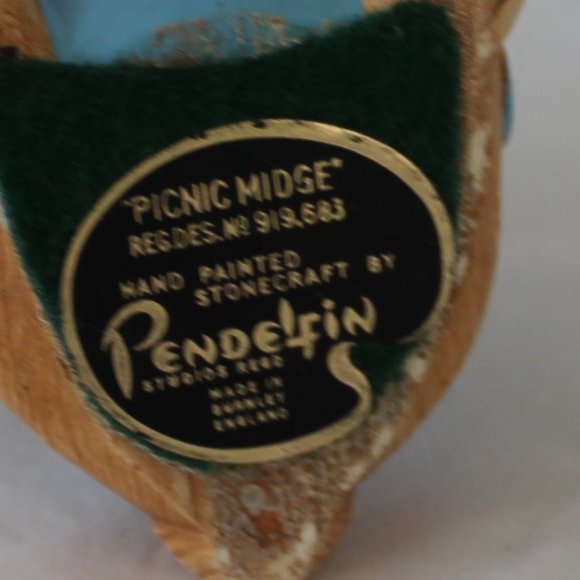 "PICNIC MIDGE"
REG.DES.Nº 919,683
HAND PAINTED
STONECRAFT BY
PENDELFIN
STUDIOS REGD
MADE IN
BURNLEY
ENGLAND